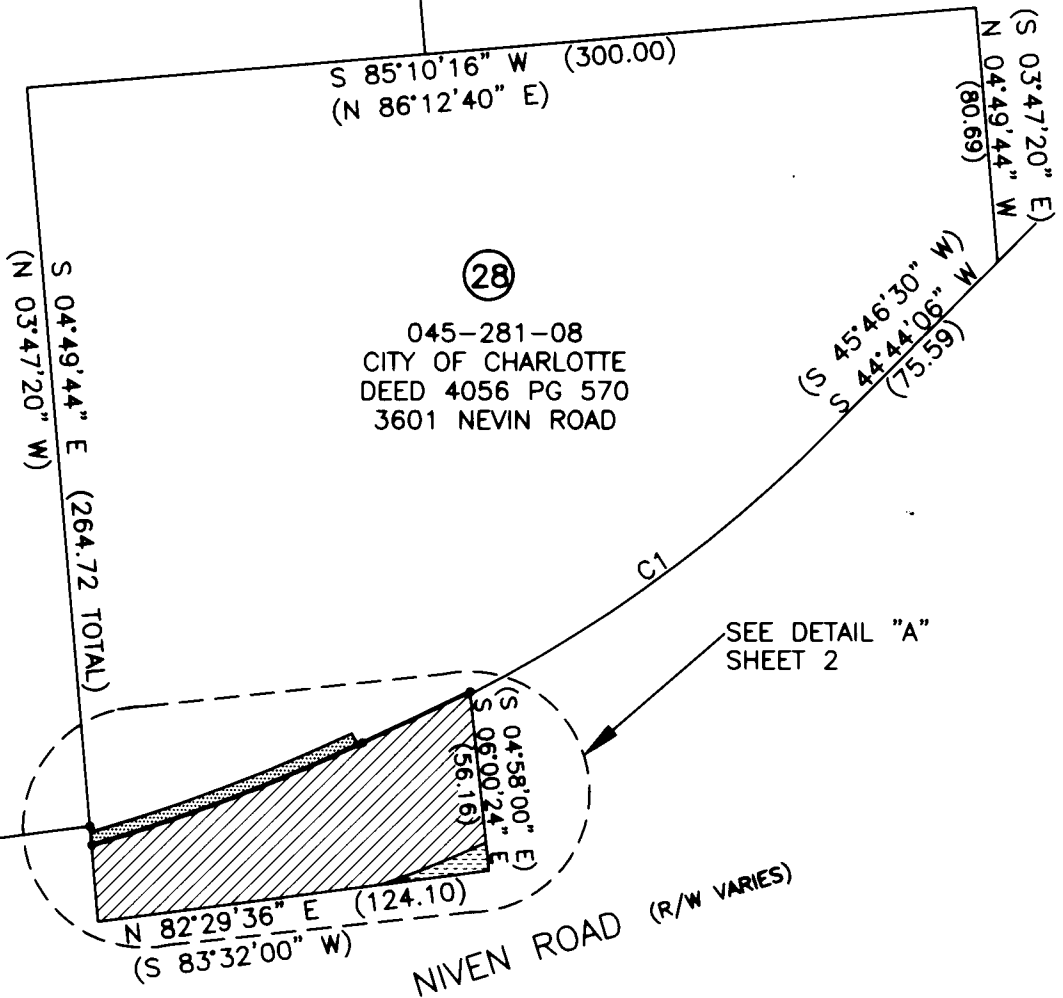 S 85°10'16" W (300.00)
(N 86°12'40" E)
(S 03°47'20" E)
N 04°49'44" W
(80.69)
S 04°49'44" E (264.72 TOTAL)
(N 03°47'20" W)
28
045-281-08
CITY OF CHARLOTTE
DEED 4056 PG 570
3601 NEVIN ROAD
(S 45°46'30" W)
S 44°44'06" W
(75.59)
C1
SEE DETAIL "A"
SHEET 2
(S 04°58'00" E)
S 06°00'24" E
(56.16)
N 82°29'36" E (124.10)
(S 83°32'00" W)
NIVEN ROAD (R/W VARIES)